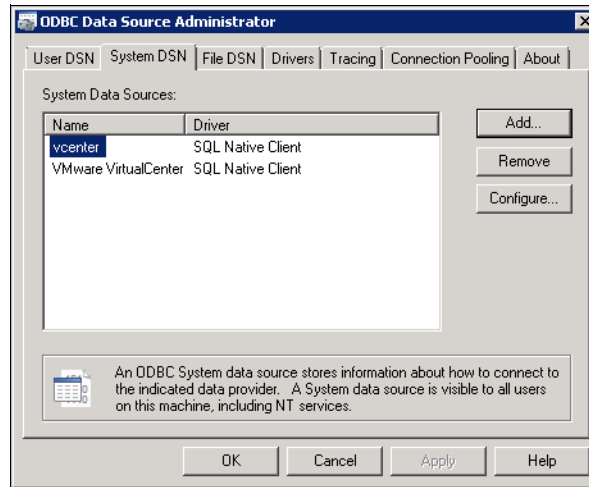 ODBC Data Source Administrator
User DSN System DSN File DSN Drivers Tracing Connection Pooling About
System Data Sources:
Name Driver
vcenter SQL Native Client
VMware VirtualCenter SQL Native Client
Add...
Remove
Configure...
An ODBC System data source stores information about how to connect to
the indicated data provider. A System data source is visible to all users
on this machine, including NT services.
OK Cancel Apply Help